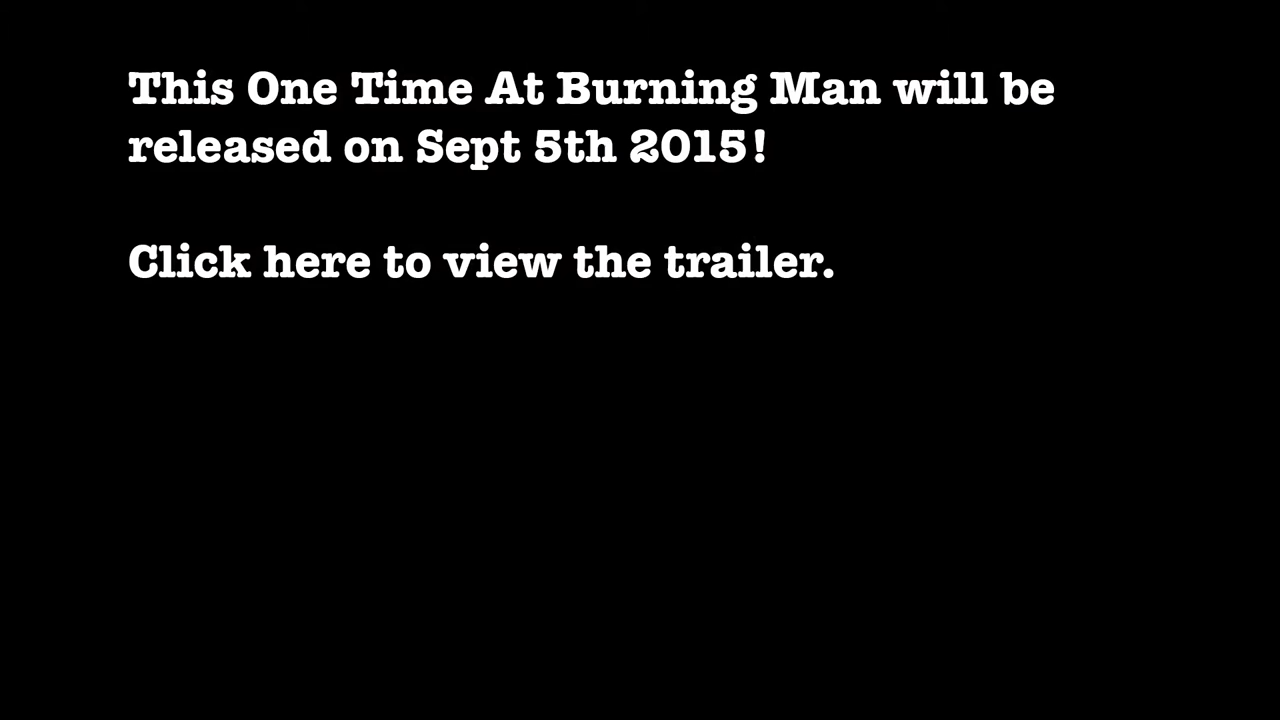 This One Time At Burning Man will be
released on Sept 5th 2015!
Click here to view the trailer.